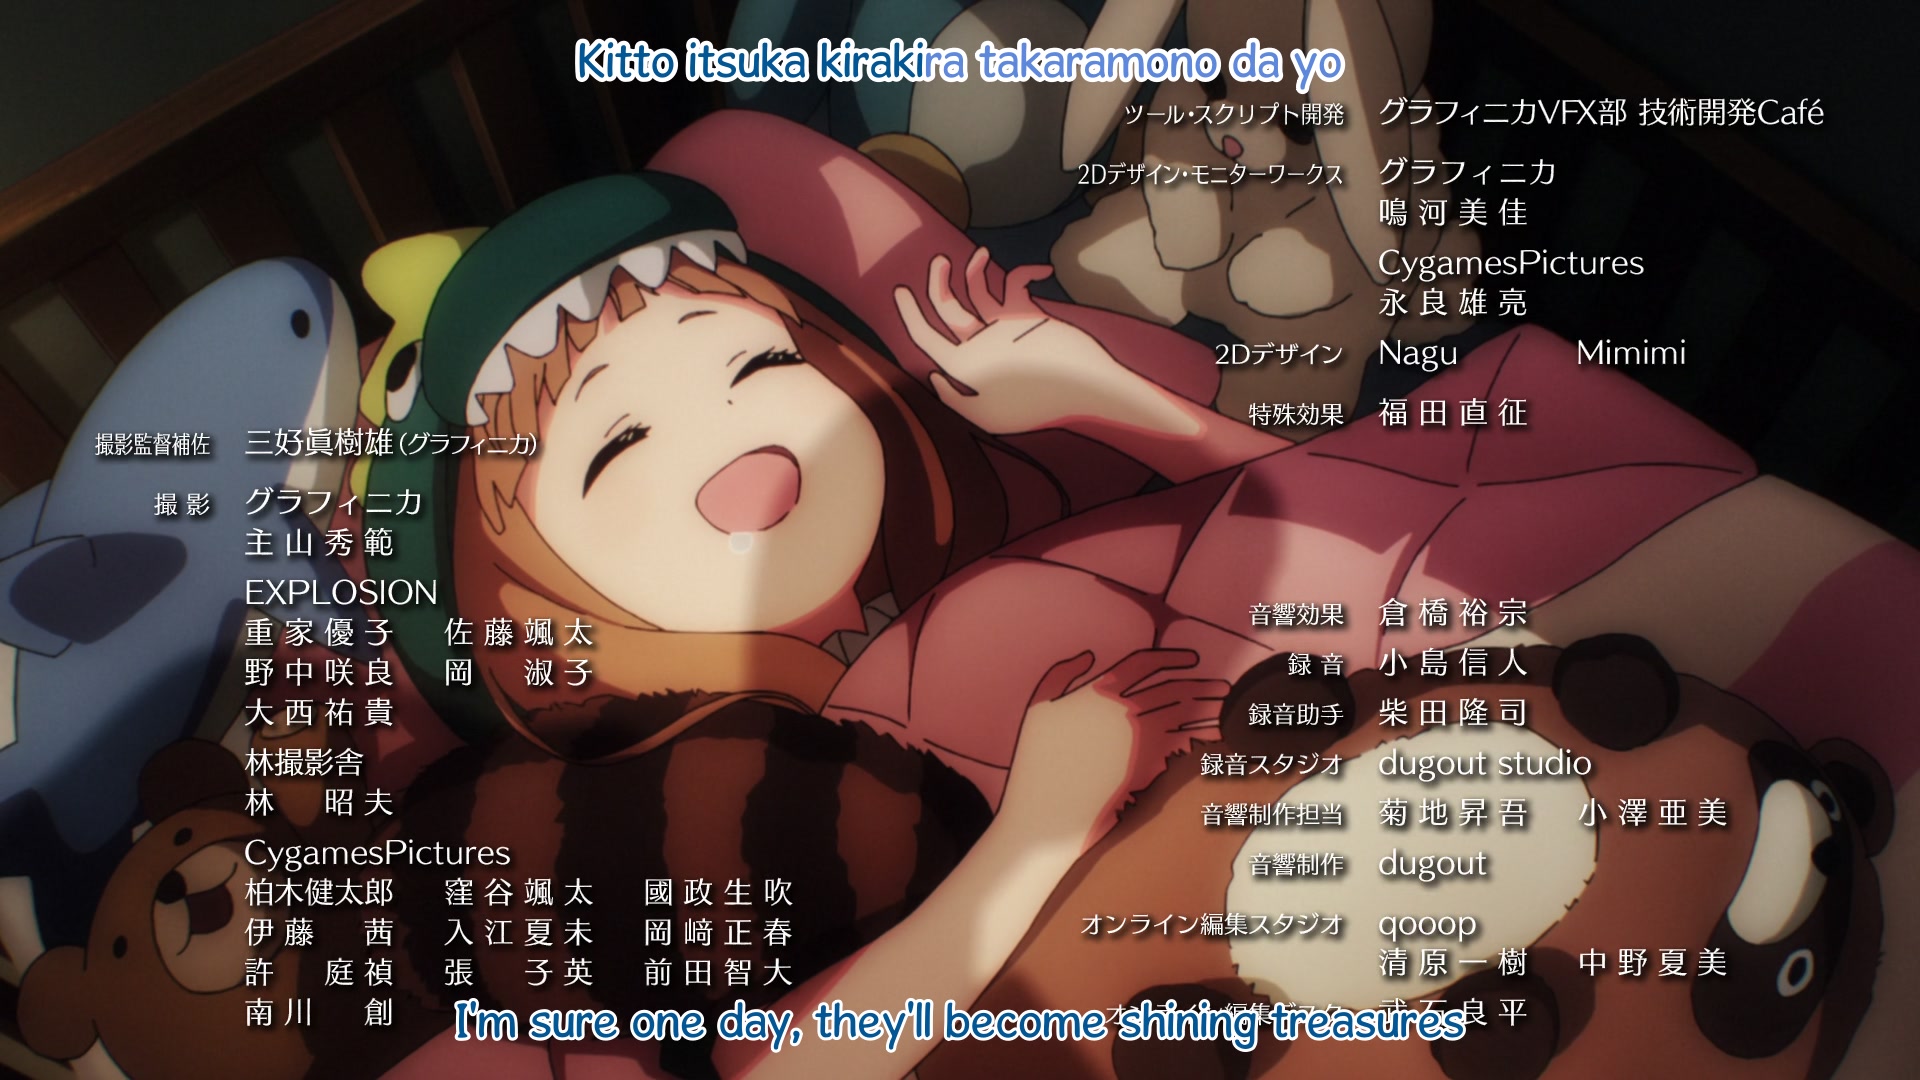 Kitto itsuka kirakira takaramono da yo
ツール・スクリプト開発 グラフィニカVFX部 技術開発Café
2Dデザイン・モニターワークス グラフィニカ
鳴河美佳
CygamesPictures
永良雄亮
2Dデザイン Nagu Mimimi
特殊効果 福田直征
撮影監督補佐 三好眞樹雄(グラフィニカ)
撮影 グラフィニカ
主山秀範
EXPLOSION
重家優子 佐藤颯太
野中咲良 岡淑子
大西祐貴
林撮影舎
林昭夫
CygamesPictures
柏木健太郎 窪谷颯太 國政生吹
伊藤茜 入江夏未 岡﨑正春
許庭禎 張子英 前田智大
南川創
音響効果 倉橋裕宗
録音 小島信人
録音助手 柴田隆司
録音スタジオ dugout studio
音響制作担当 菊地昇吾 小澤亜美
音響制作 dugout
オンライン編集スタジオ qooop
清原一樹 中野夏美
武石良平
I'm sure one day, they'll become shining treasures